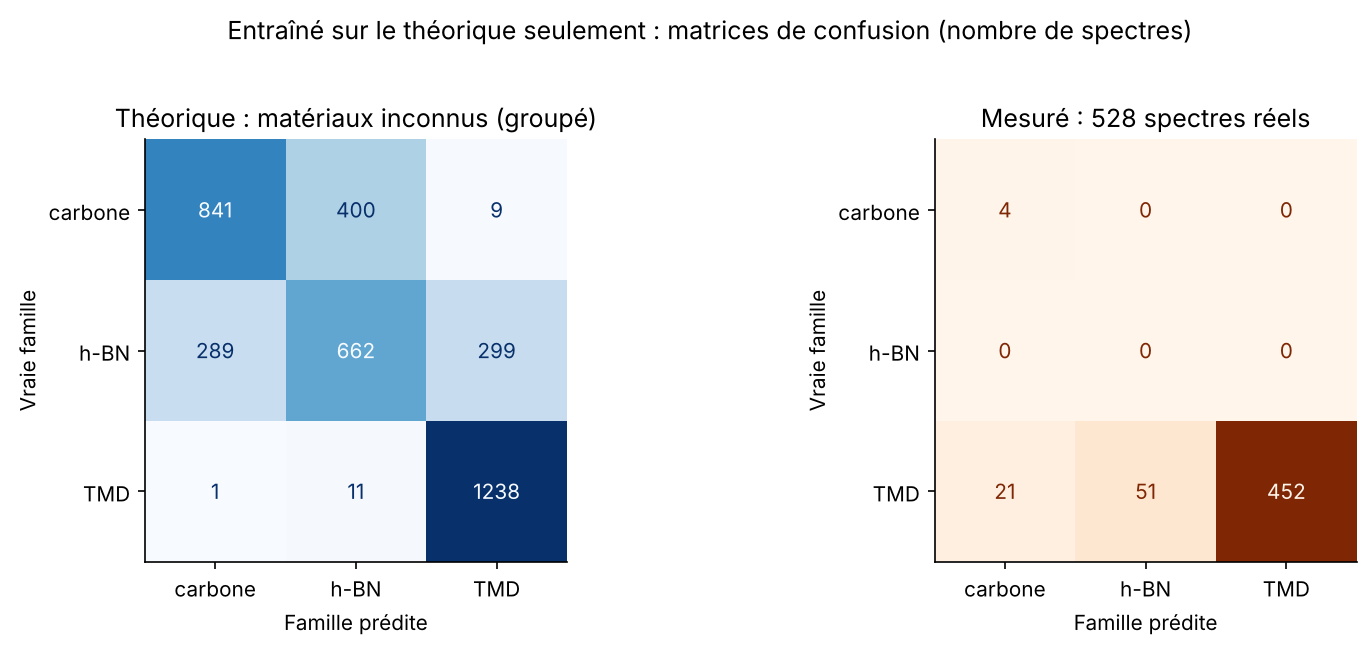 Entraîné sur le théorique seulement : matrices de confusion (nombre de spectres)
Théorique : matériaux inconnus (groupé)
Vraie famille
carbone 841 400 9
h-BN 289 662 299
TMD 1 11 1238
carbone h-BN TMD
Famille prédite
Mesuré : 528 spectres réels
Vraie famille
carbone 4 0 0
h-BN 0 0 0
TMD 21 51 452
carbone h-BN TMD
Famille prédite